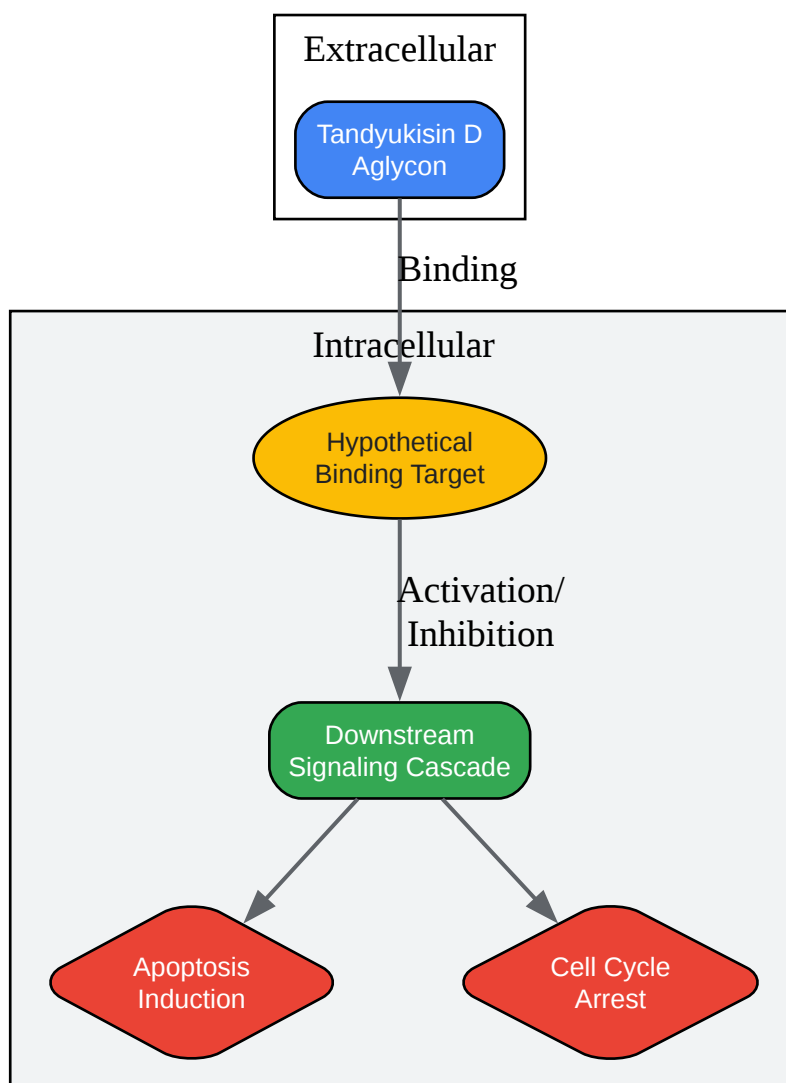 Extracellular
Tandyukisin D
Aglycon
Binding
Intracellular
Hypothetical
Binding Target
Activation/
Inhibition
Downstream
Signaling Cascade
Apoptosis
Induction
Cell Cycle
Arrest